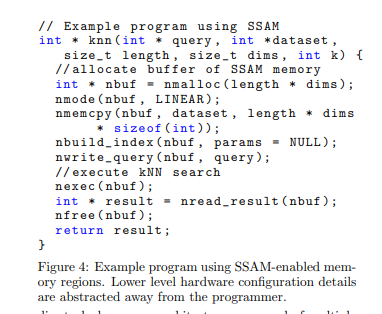 // Example program using SSAM
int * knn(int * query, int *dataset,
size_t length, size_t dims, int k) {
//allocate buffer of SSAM memory
int * nbuf = nmalloc(length * dims);
nmode(nbuf, LINEAR);
nmemcpy(nbuf, dataset, length * dims
* sizeof(int));
nbuild_index(nbuf, params = NULL);
nwrite_query(nbuf, query);
//execute kNN search
nexec(nbuf);
int * result = nread_result(nbuf);
nfree(nbuf);
return result;
}
Figure 4: Example program using SSAM-enabled mem-
ory regions. Lower level hardware configuration details
are abstracted away from the programmer.